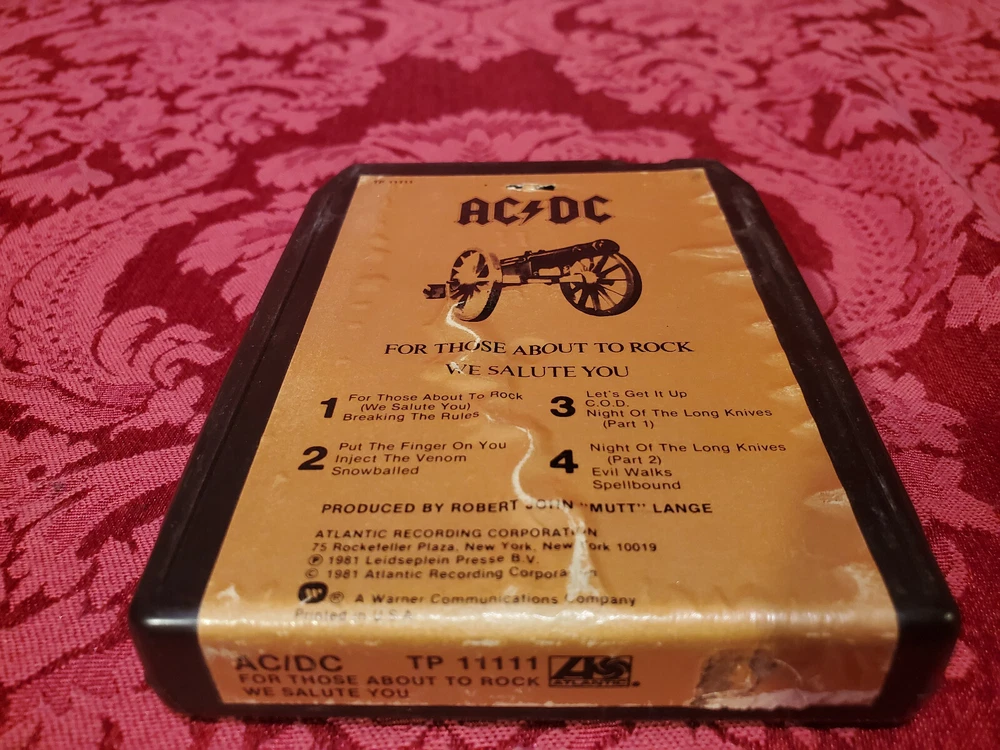 TP 11111
AC/DC
FOR THOSE ABOUT TO ROCK
WE SALUTE YOU
1 For Those About To Rock
(We Salute You)
Breaking The Rules
2 Put The Finger On You
Inject The Venom
Snowballed
3 Let's Get It Up
C.O.D.
Night Of The Long Knives
(Part 1)
4 Night Of The Long Knives
(Part 2)
Evil Walks
Spellbound
PRODUCED BY ROBERT JOHN "MUTT" LANGE
ATLANTIC RECORDING CORPORATION
75 Rockefeller Plaza, New York, New York 10019
℗ 1981 Leidseplein Presse B.V.
© 1981 Atlantic Recording Corporation
W ® A Warner Communications Company
Printed in U.S.A.
AC/DC TP 11111
FOR THOSE ABOUT TO ROCK
WE SALUTE YOU
ATLANTIC